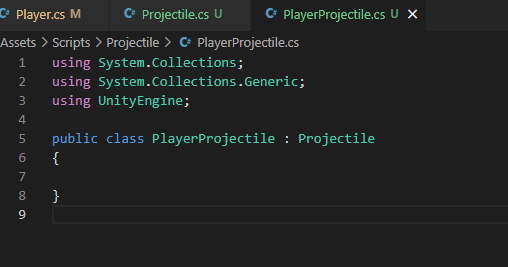 Player.cs M Projectile.cs U PlayerProjectile.cs U
Assets > Scripts > Projectile > PlayerProjectile.cs
1 using System.Collections;
2 using System.Collections.Generic;
3 using UnityEngine;
4
5 public class PlayerProjectile : Projectile
6 {
7
8 }
9